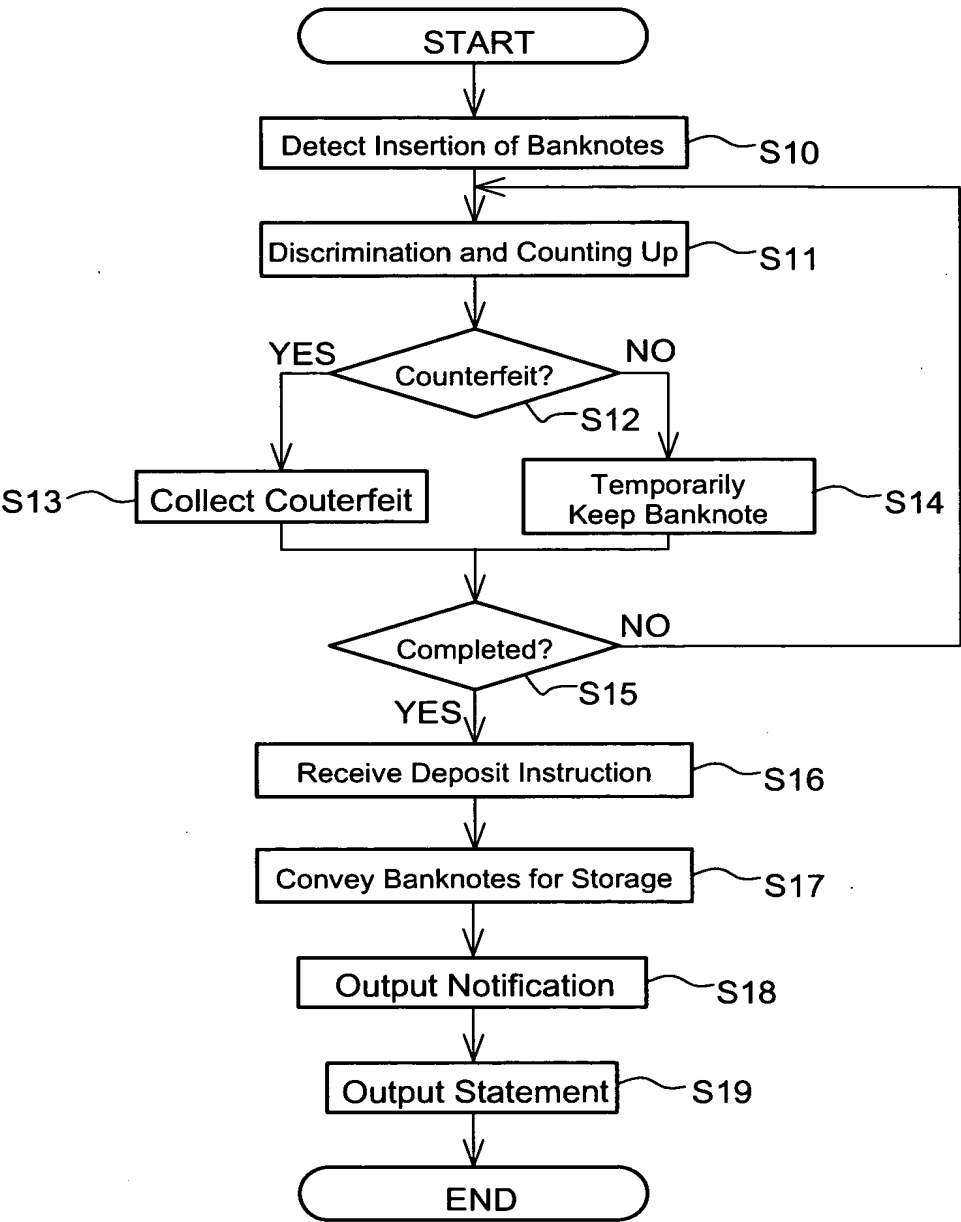 START
Detect Insertion of Banknotes
S10
Discrimination and Counting Up
S11
YES
NO
Counterfeit?
S12
S13
Collect Couterfeit
Temporarily
Keep Banknote
S14
Completed?
NO
S15
YES
Receive Deposit Instruction
S16
Convey Banknotes for Storage
S17
Output Notification
S18
Output Statement
S19
END